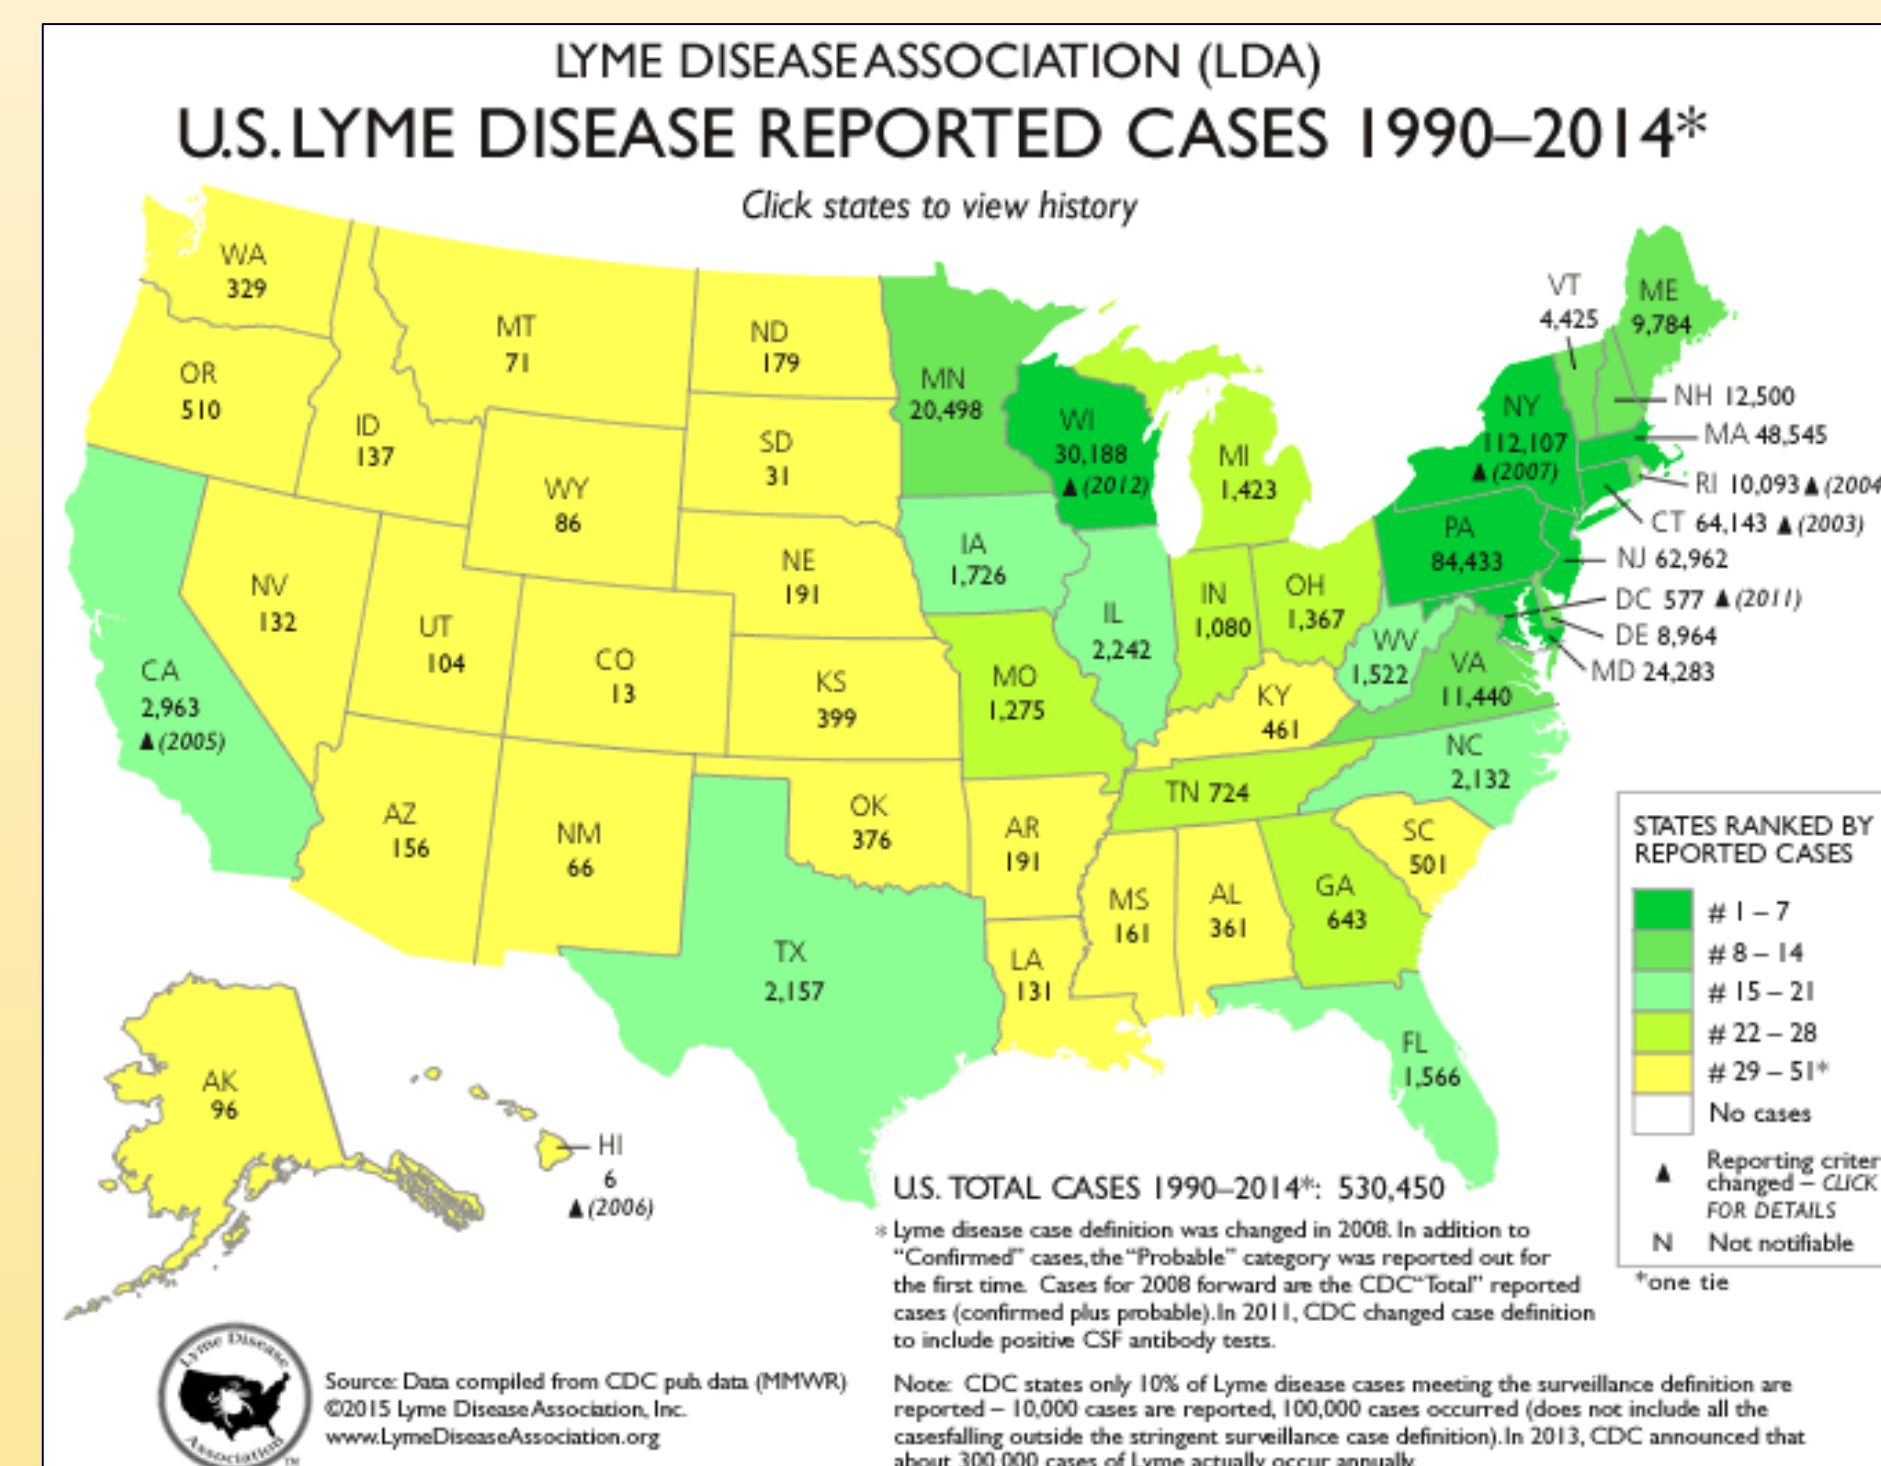 LYME DISEASE ASSOCIATION (LDA)
U.S. LYME DISEASE REPORTED CASES 1990–2014*
Click states to view history
WA
329
OR
510
CA
2,963
▲(2005)
ID
137
NV
132
MT
71
WY
86
UT
104
AZ
156
CO
13
NM
66
ND
179
SD
31
NE
191
KS
399
OK
376
TX
2,157
MN
20,498
IA
1,726
MO
1,275
AR
191
LA
131
WI
30,188
▲(2012)
IL
2,242
MI
1,423
IN
1,080
OH
1,367
KY
461
TN 724
MS
161
AL
361
GA
643
FL
1,566
SC
501
NC
2,132
VA
11,440
WV
1,522
PA
84,433
NY
112,107
▲(2007)
VT
4,425
ME
9,784
NH 12,500
MA 48,545
RI 10,093 ▲(2004
CT 64,143 ▲(2003)
NJ 62,962
DC 577 ▲(2011)
DE 8,964
MD 24,283
AK
96
HI
6
▲(2006)
STATES RANKED BY
REPORTED CASES
# 1 – 7
# 8 – 14
# 15 – 21
# 22 – 28
# 29 – 51*
No cases
▲ Reporting criter
changed – CLICK
FOR DETAILS
N Not notifiable
*one tie
U.S. TOTAL CASES 1990–2014*: 530,450
* Lyme disease case definition was changed in 2008. In addition to
“Confirmed” cases, the “Probable” category was reported out for
the first time. Cases for 2008 forward are the CDC “Total” reported
cases (confirmed plus probable). In 2011, CDC changed case definition
to include positive CSF antibody tests.
Note: CDC states only 10% of Lyme disease cases meeting the surveillance definition are
reported – 10,000 cases are reported, 100,000 cases occurred (does not include all the
casesfalling outside the stringent surveillance case definition). In 2013, CDC announced that
about 300,000 cases of Lyme actually occur annually.
Lyme Disease
Association
TM
Source: Data compiled from CDC pub. data (MMWR)
©2015 Lyme Disease Association, Inc.
www.LymeDiseaseAssociation.org